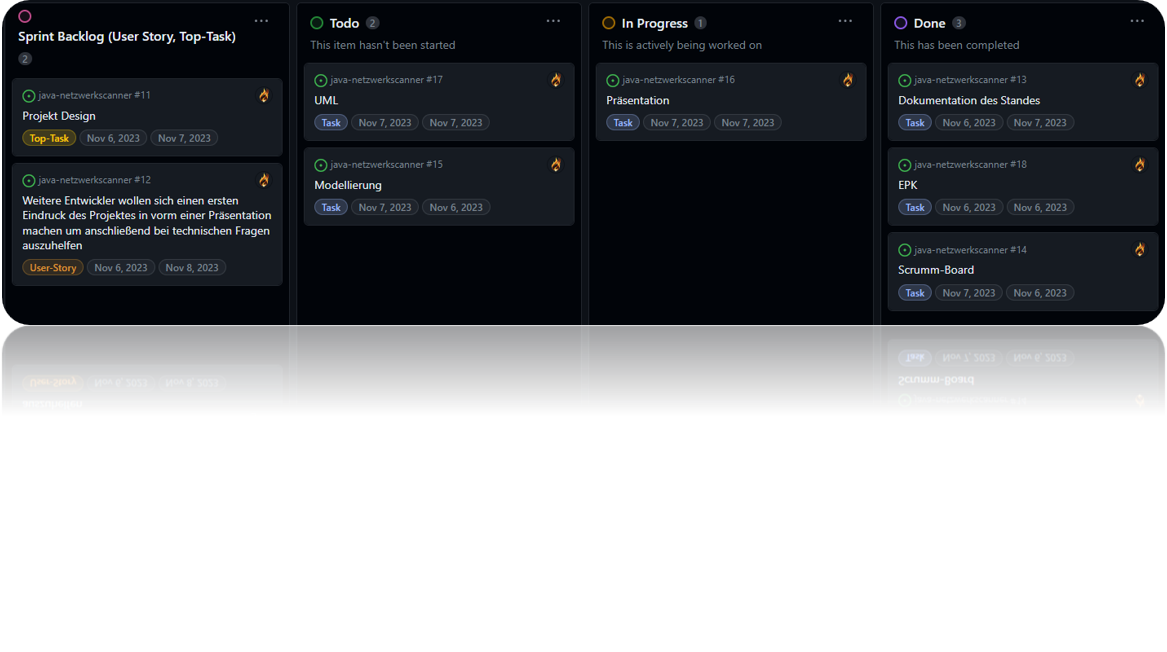 Sprint Backlog (User Story, Top-Task)
2
java-netzwerkscanner #11
Projekt Design
Top-Task Nov 6, 2023 Nov 7, 2023
java-netzwerkscanner #12
Weitere Entwickler wollen sich einen ersten
Eindruck des Projektes in vorm einer Präsentation
machen um anschließend bei technischen Fragen
auszuhelfen
User-Story Nov 6, 2023 Nov 8, 2023
Todo 2
This item hasn't been started
java-netzwerkscanner #17
UML
Task Nov 7, 2023 Nov 7, 2023
java-netzwerkscanner #15
Modellierung
Task Nov 7, 2023 Nov 6, 2023
In Progress 1
This is actively being worked on
java-netzwerkscanner #16
Präsentation
Task Nov 7, 2023 Nov 7, 2023
Done 3
This has been completed
java-netzwerkscanner #13
Dokumentation des Standes
Task Nov 6, 2023 Nov 7, 2023
java-netzwerkscanner #18
EPK
Task Nov 6, 2023 Nov 6, 2023
java-netzwerkscanner #14
Scrumm-Board
Task Nov 7, 2023 Nov 6, 2023